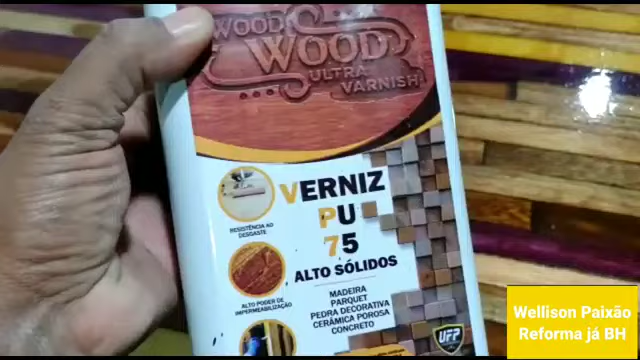 WOOD
WOOD
ULTRA
VARNISH
VERNIZ
PU
75
ALTO SÓLIDOS
RESISTÊNCIA AO
DESGASTE
ALTO PODER DE
IMPERMEABILIZAÇÃO
MADEIRA
PARQUET
PEDRA DECORATIVA
CERÂMICA POROSA
CONCRETO
UFP
Wellison Paixão
Reforma já BH